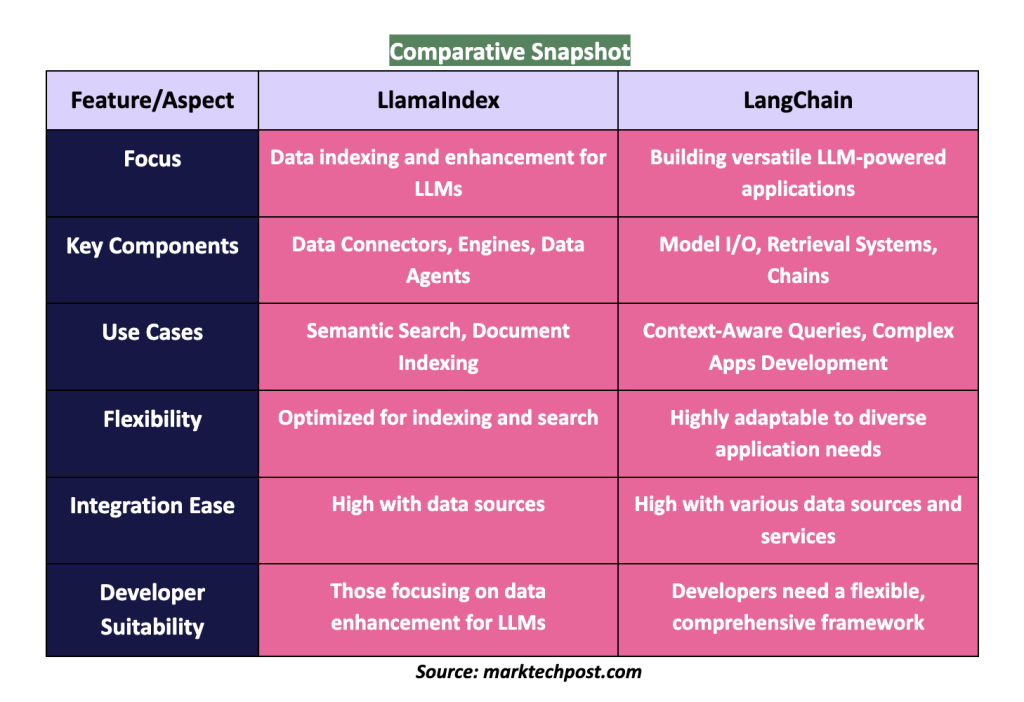 Comparative Snapshot
Feature/Aspect
LlamaIndex
LangChain
Focus
Data indexing and enhancement for
LLMs
Building versatile LLM-powered
applications
Key Components
Data Connectors, Engines, Data
Agents
Model I/O, Retrieval Systems,
Chains
Use Cases
Semantic Search, Document
Indexing
Context-Aware Queries, Complex
Apps Development
Flexibility
Optimized for indexing and search
Highly adaptable to diverse
application needs
Integration Ease
High with data sources
High with various data sources and
services
Developer
Suitability
Those focusing on data
enhancement for LLMs
Developers need a flexible,
comprehensive framework
Source: marktechpost.com